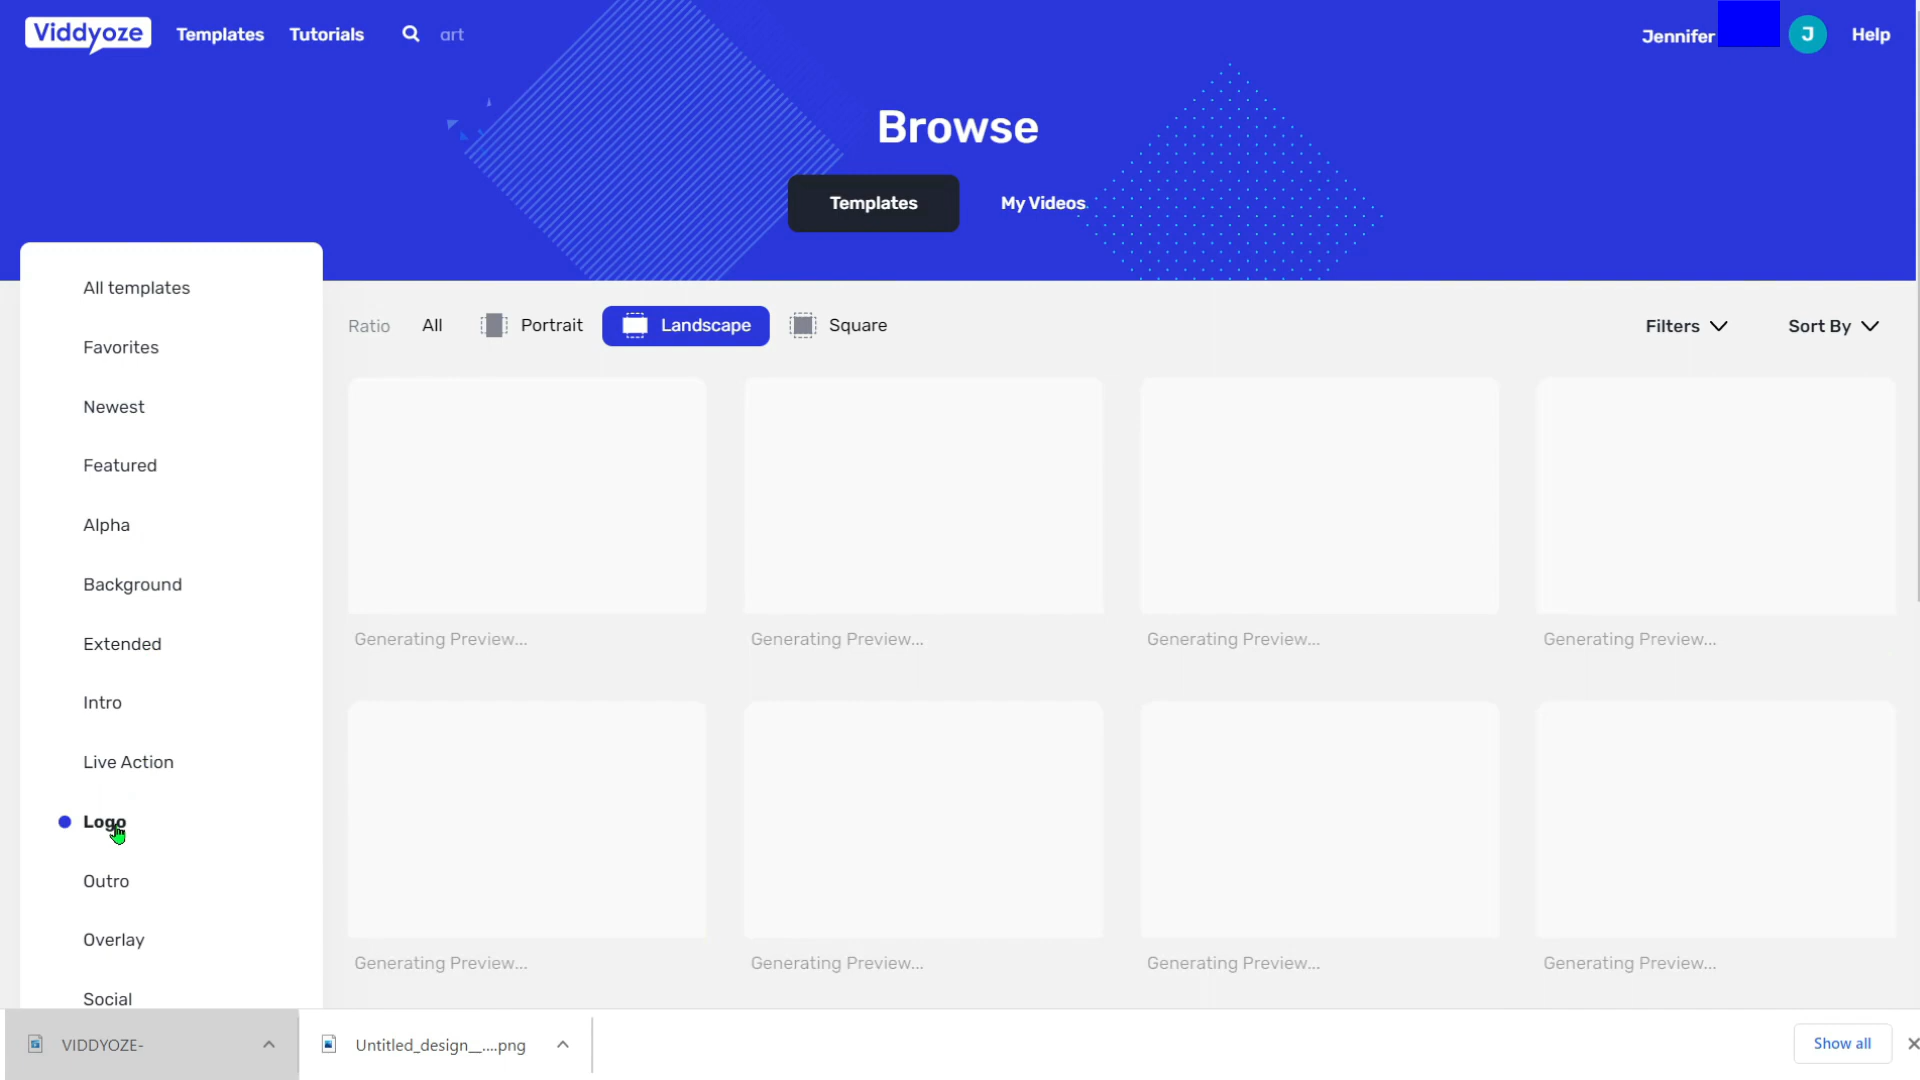 Viddyoze Templates Tutorials art Jennifer J Help
Browse
Templates My Videos
All templates
Favorites
Newest
Featured
Alpha
Background
Extended
Intro
Live Action
Logo
Outro
Overlay
Social
Ratio All Portrait Landscape Square Filters Sort By
Generating Preview... Generating Preview... Generating Preview... Generating Preview...
Generating Preview... Generating Preview... Generating Preview... Generating Preview...
VIDDYOZE- Untitled_design__....png Show all